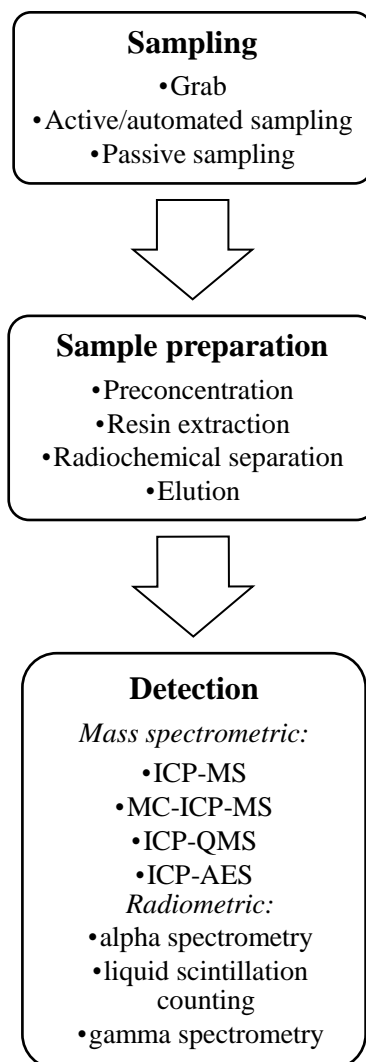 Sampling
•Grab
•Active/automated sampling
•Passive sampling
Sample preparation
•Preconcentration
•Resin extraction
•Radiochemical separation
•Elution
Detection
Mass spectrometric:
•ICP-MS
•MC-ICP-MS
•ICP-QMS
•ICP-AES
Radiometric:
•alpha spectrometry
•liquid scintillation
counting
•gamma spectrometry